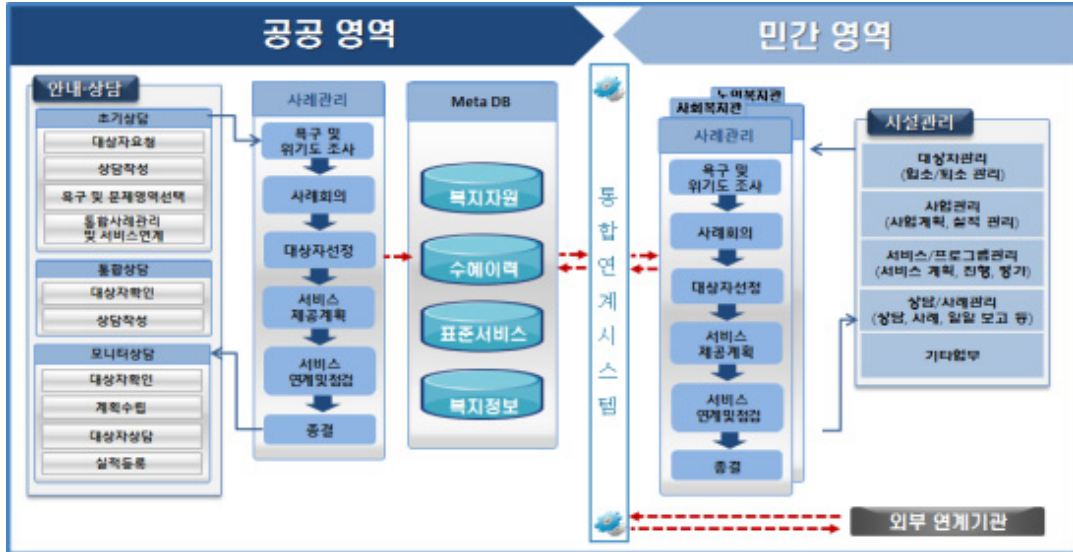 공공 영역
민간 영역
안내·상담
초기상담
대상자요청
상담작성
욕구 및 문제영역선택
통합사례관리
및 서비스연계
통합상담
대상자확인
상담작성
모니터상담
대상자확인
계획수립
대상자상담
실적등록
사례관리
욕구 및
위기도 조사
사례회의
대상자선정
서비스
제공계획
서비스
연계및점검
종결
Meta DB
복지자원
수혜이력
표준서비스
복지정보
통합연계시스템
노인복지관
사회복지관
사례관리
욕구 및
위기도 조사
사례회의
대상자선정
서비스
제공계획
서비스
연계및점검
종결
시설관리
대상자관리
(입소/퇴소 관리)
사업관리
(사업계획, 실적 관리)
서비스/프로그램관리
(서비스 계획, 진행, 평가)
상담/사례관리
(상담, 사례, 일일 보고 등)
기타업무
외부 연계기관